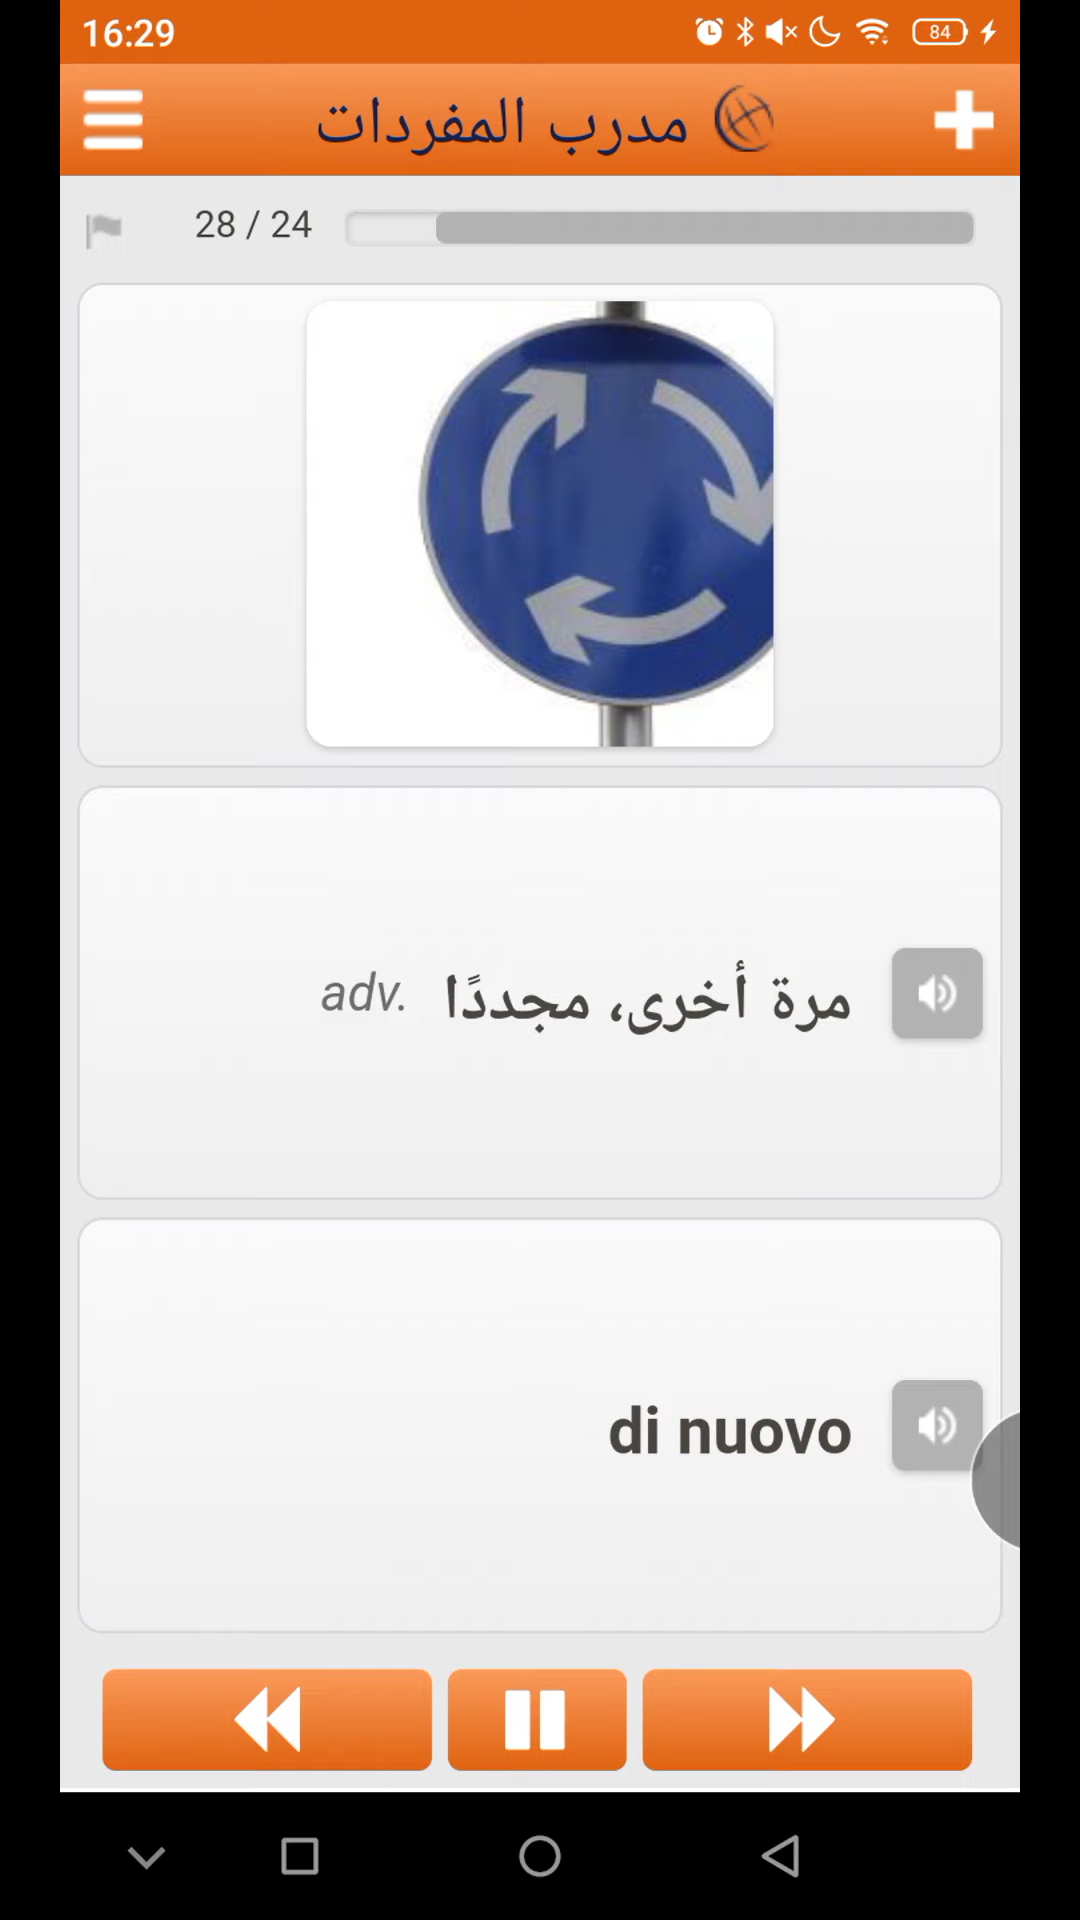 16:29
84
مدرب المفردات
28 / 24
مرة أخرى، مجددًا adv.
di nuovo